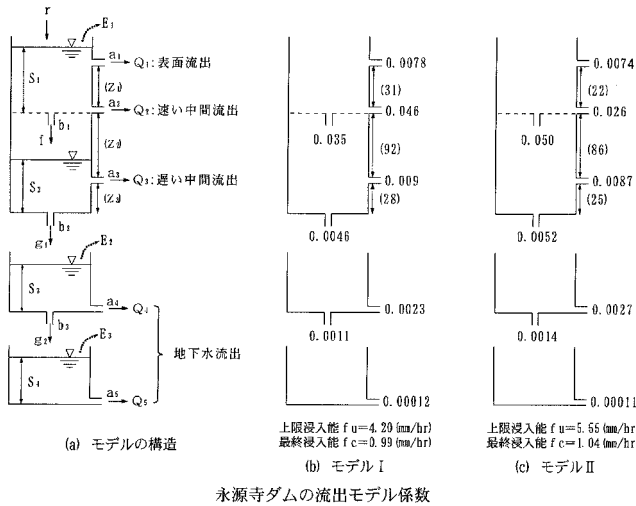 r
E₁
S₁
a₁
Q₁:表面流出
(Z₁)
a₂
Q₂:速い中間流出
b₁
f
(Z₂)
S₂
a₃
Q₃:遅い中間流出
(Z₃)
b₂
g₁
E₂
S₃
a₄
Q₄
b₃
g₂
E₃
地下水流出
S₄
a₅
Q₅
(a) モデルの構造
0.0078
(31)
0.046
0.035
(92)
0.009
(28)
0.0046
0.0023
0.0011
0.00012
上限浸入能 fu=4.20(mm/hr)
最終浸入能 fc=0.99(mm/hr)
(b) モデルⅠ
0.0074
(22)
0.026
0.050
(86)
0.0087
(25)
0.0052
0.0027
0.0014
0.00011
上限浸入能 fu=5.55(mm/hr)
最終浸入能 fc=1.04(mm/hr)
(c) モデルⅡ
永源寺ダムの流出モデル係数